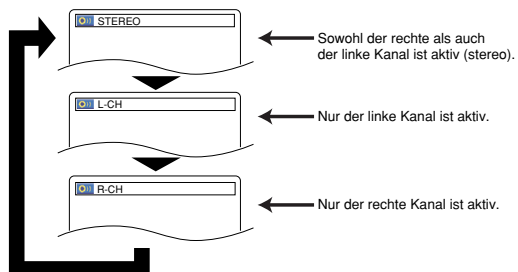 STEREO
Sowohl der rechte als auch
der linke Kanal ist aktiv (stereo).
L-CH
Nur der linke Kanal ist aktiv.
R-CH
Nur der rechte Kanal ist aktiv.